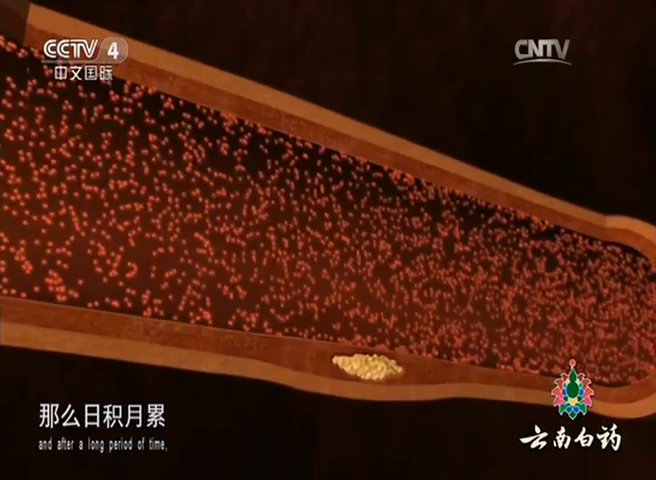 CCTV 4
中文国际
CNTV
那么日积月累
and after a long period of time,
云南白药